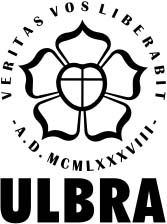 VERITAS VOS LIBERABIT
- A.D. MCMLXXXVIII -
ULBRA